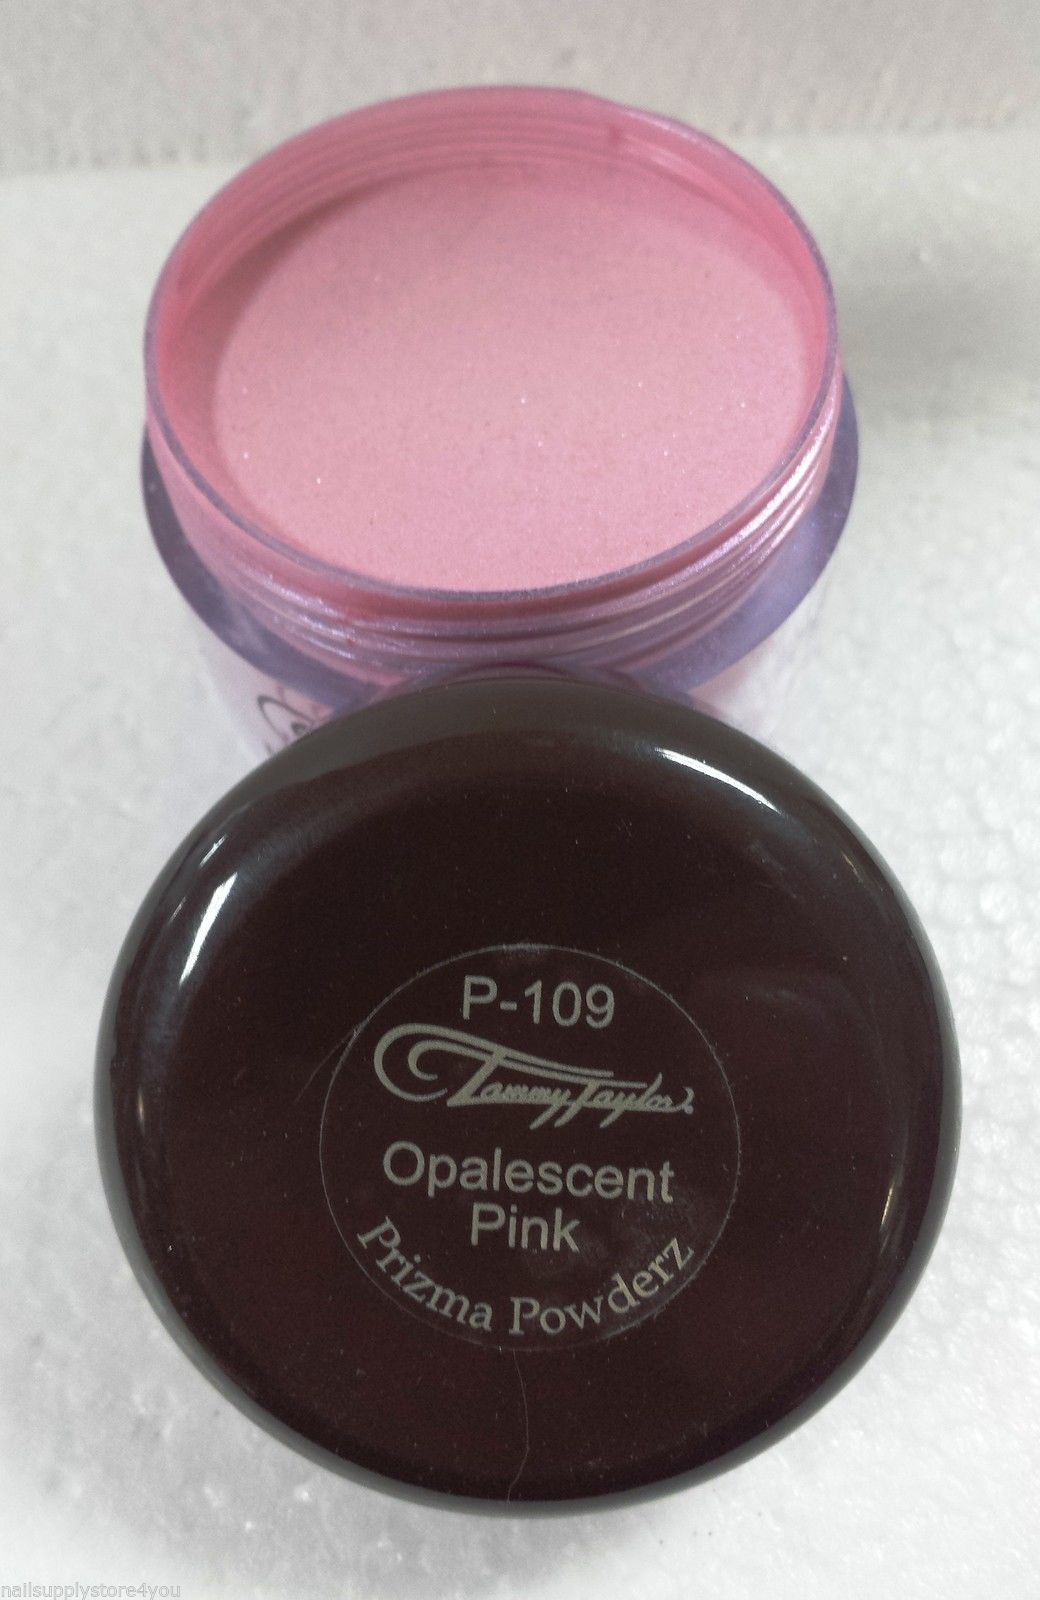 P-109
Tammy Taylor
Opalescent
Pink
Prizma Powderz
nailsupplystore4you